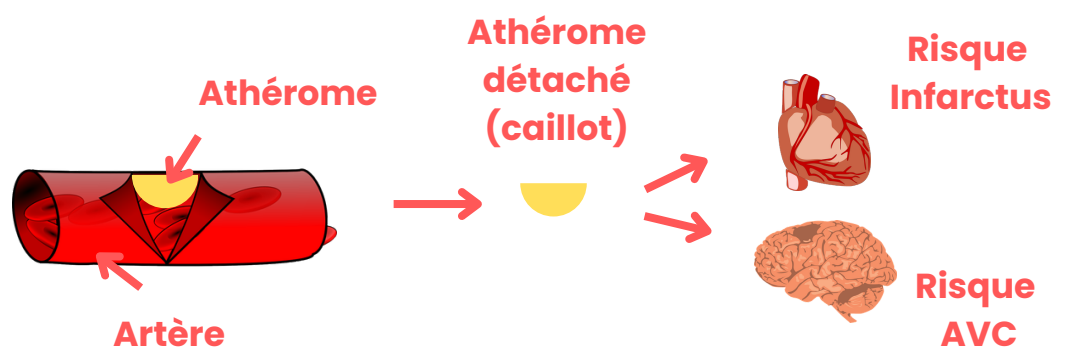 Athérome
Artère
Athérome
détaché
(caillot)
Risque
Infarctus
Risque
AVC